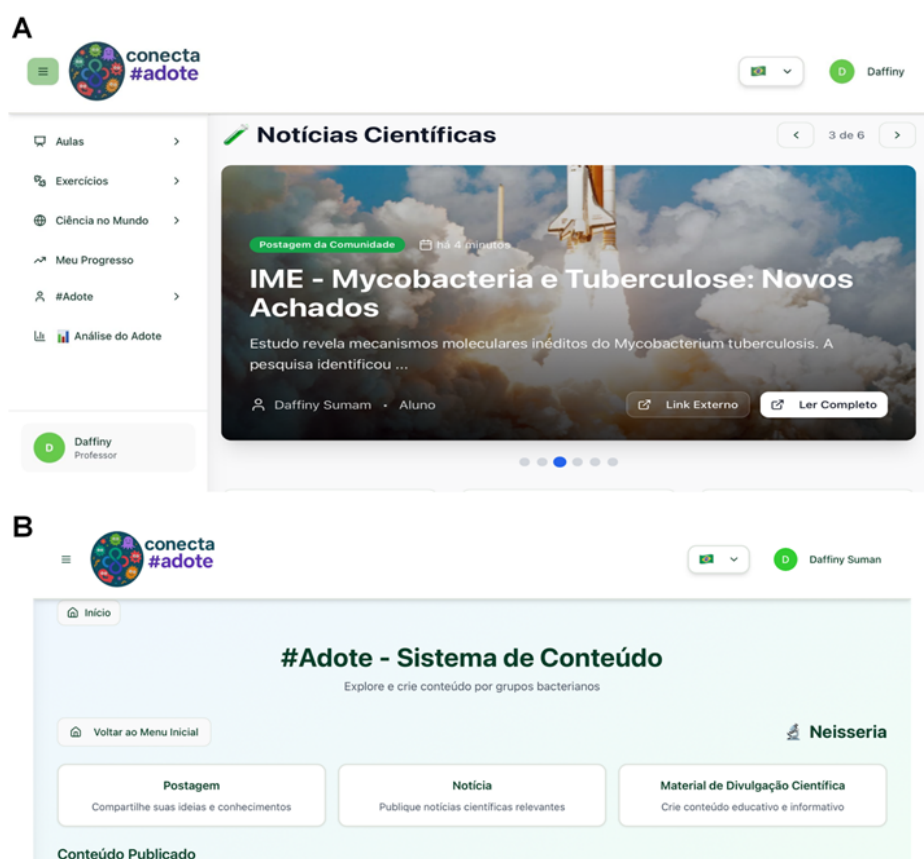 A
conecta
#adote
D
Daffiny
Aulas
Exercícios
Ciência no Mundo
Meu Progresso
#Adote
Análise do Adote
D
Daffiny
Professor
Notícias Científicas
3 de 6
Postagem da Comunidade
há 4 minutos
IME - Mycobacteria e Tuberculose: Novos
Achados
Estudo revela mecanismos moleculares inéditos do Mycobacterium tuberculosis. A
pesquisa identificou ...
Daffiny Sumam • Aluno
Link Externo
Ler Completo
B
conecta
#adote
D
Daffiny Suman
Início
#Adote - Sistema de Conteúdo
Explore e crie conteúdo por grupos bacterianos
Voltar ao Menu Inicial
Neisseria
Postagem
Compartilhe suas ideias e conhecimentos
Notícia
Publique notícias científicas relevantes
Material de Divulgação Científica
Crie conteúdo educativo e informativo
Conteúdo Publicado